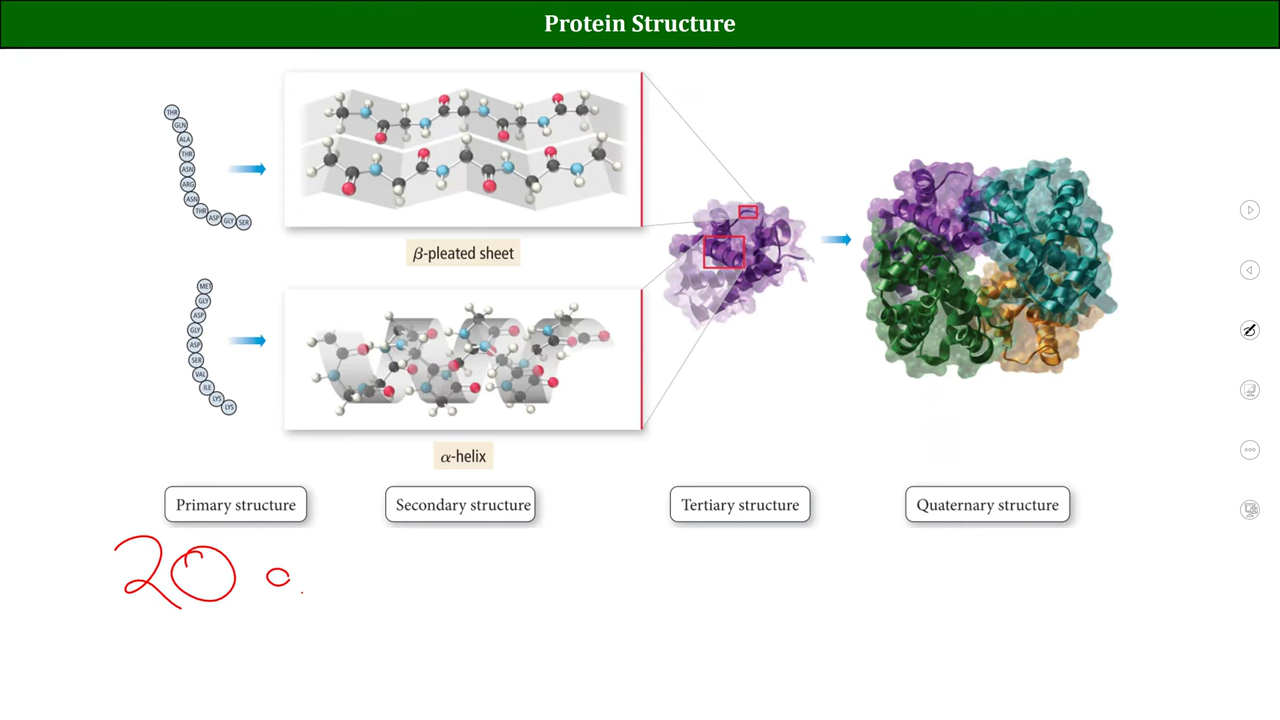 Protein Structure
THR
GLN
ALA
THR
ASN
ARG
ASN
THR
ASP
GLY
SER
β-pleated sheet
MET
GLY
ASP
GLY
ASP
SER
VAL
ILE
LYS
LYS
α-helix
Primary structure
Secondary structure
Tertiary structure
Quaternary structure
20